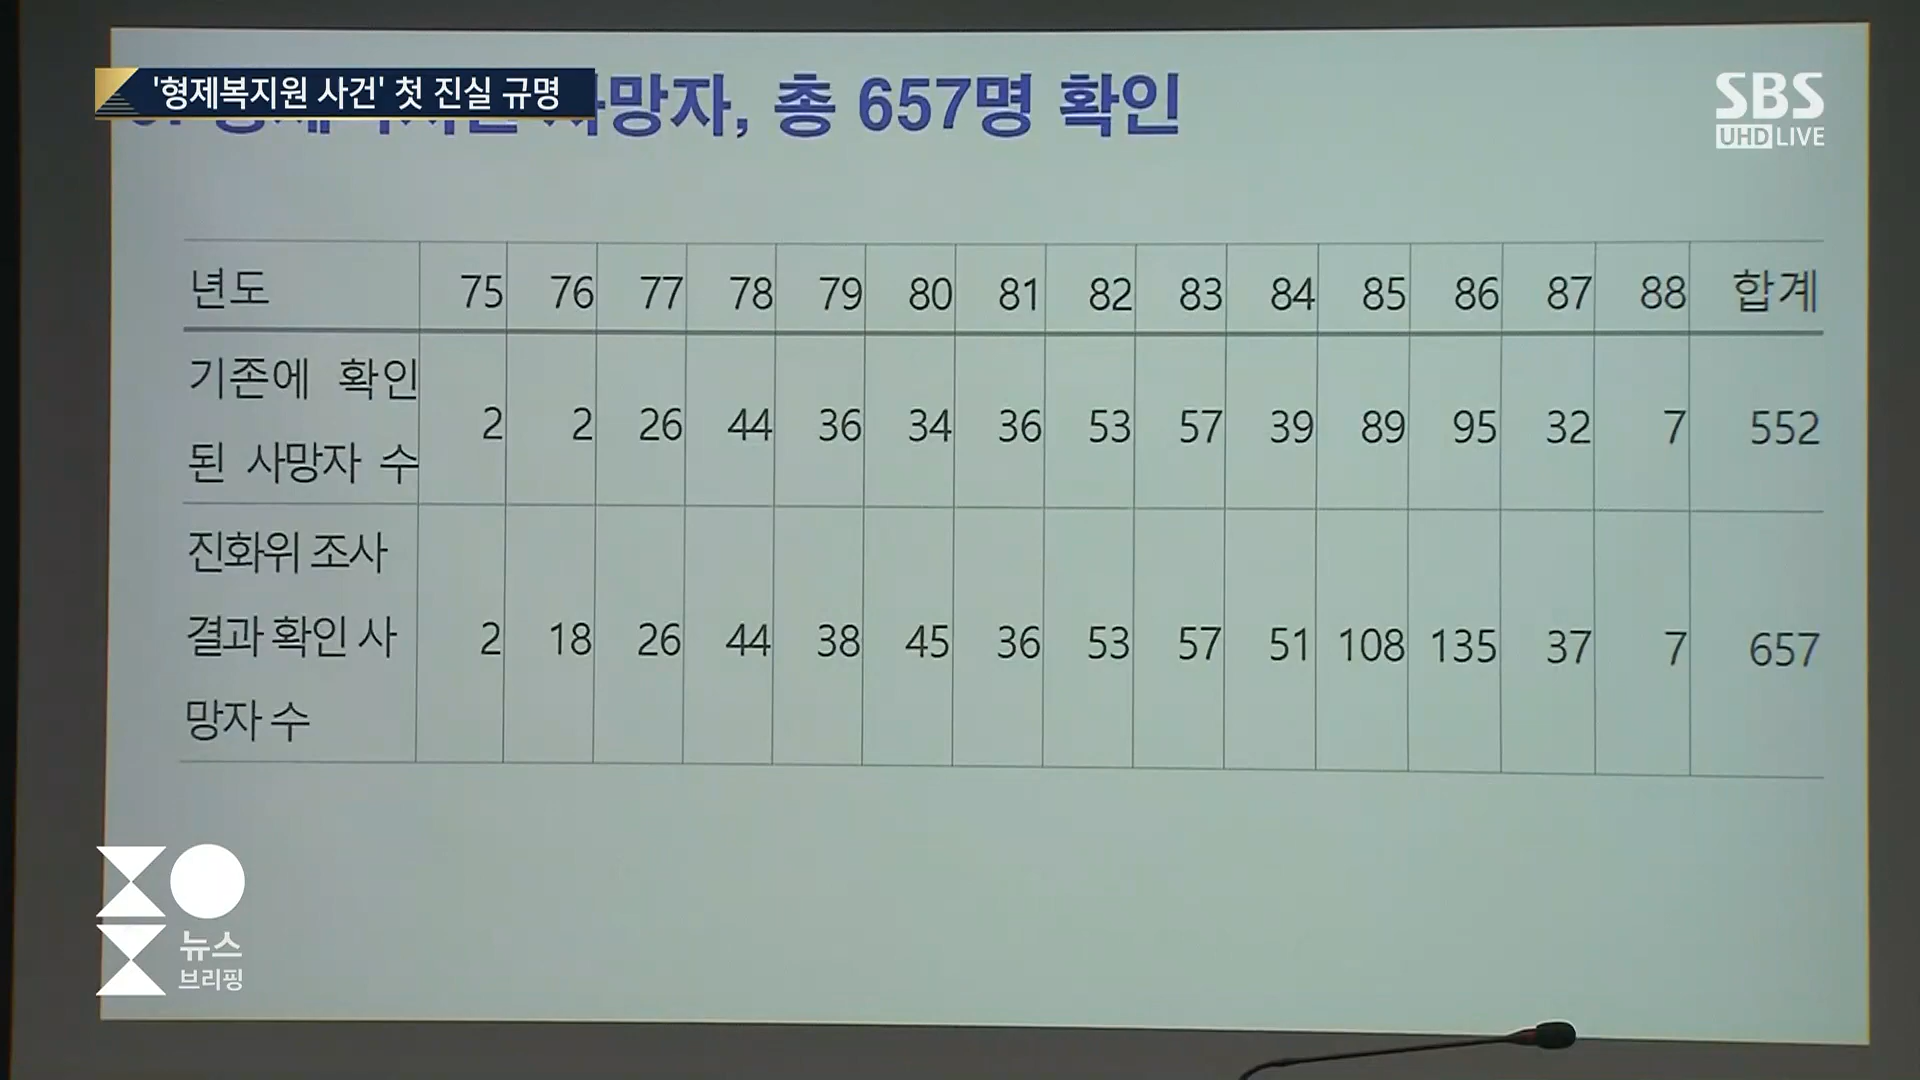 '형제복지원 사건' 첫 진실 규명
망자, 총 657명 확인
SBS
UHD LIVE
년도 75 76 77 78 79 80 81 82 83 84 85 86 87 88 합계
기존에 확인
된 사망자 수
2 2 26 44 36 34 36 53 57 39 89 95 32 7 552
진화위 조사
결과 확인 사
망자 수
2 18 26 44 38 45 36 53 57 51 108 135 37 7 657
뉴스
브리핑